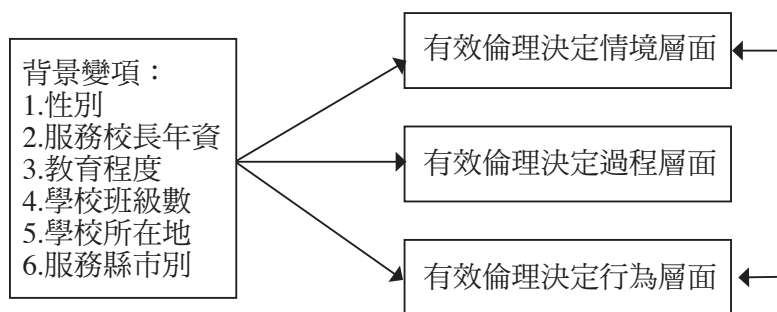 背景變項：
1.性別
2.服務校長年資
3.教育程度
4.學校班級數
5.學校所在地
6.服務縣市別
有效倫理決定情境層面
有效倫理決定過程層面
有效倫理決定行為層面